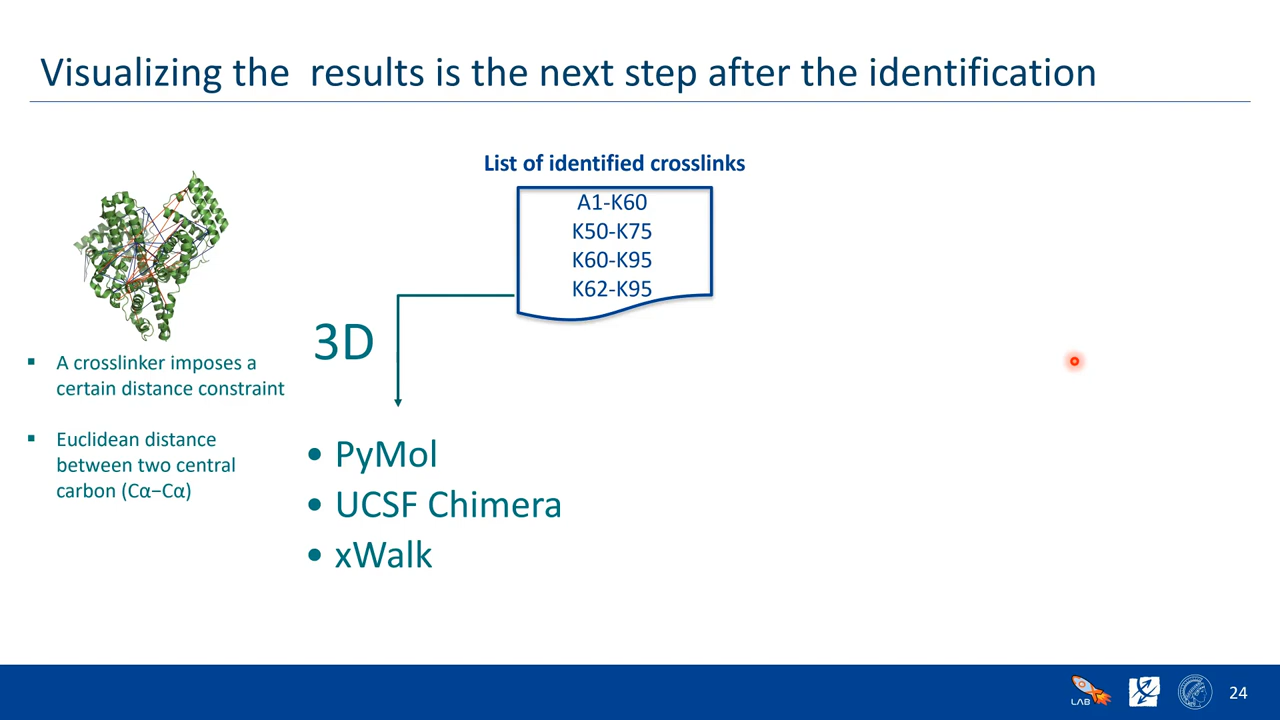 Visualizing the  results is the next step after the identification
List of identified crosslinks
A1-K60
K50-K75
K60-K95
K62-K95
3D
▪ A crosslinker imposes a
certain distance constraint
▪ Euclidean distance
between two central
carbon (Cα−Cα)
• PyMol
• UCSF Chimera
• xWalk
LAB
24